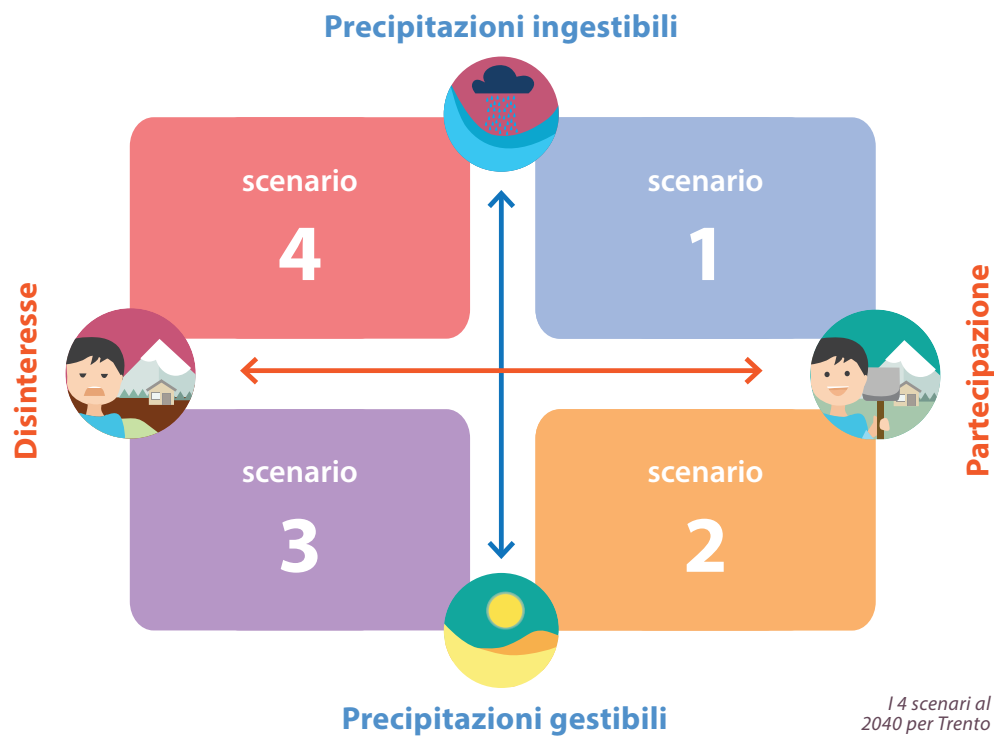 Precipitazioni ingestibili
scenario
4
scenario
1
Disinteresse
Partecipazione
scenario
3
scenario
2
Precipitazioni gestibili
I 4 scenari al
2040 per Trento